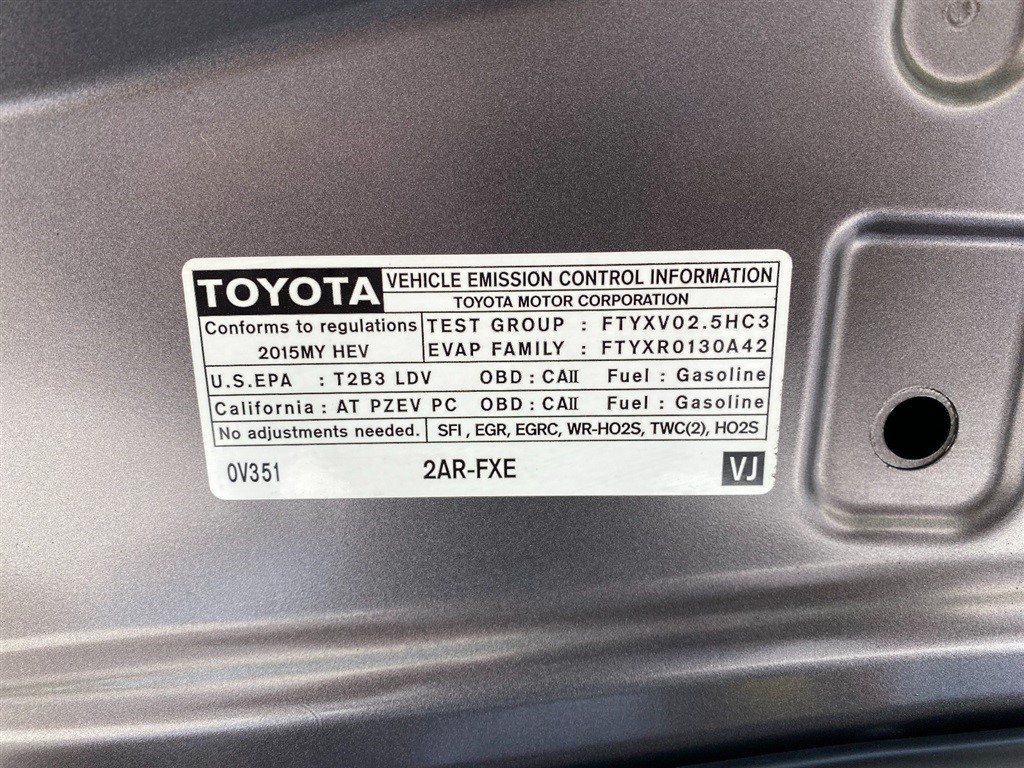 TOYOTA VEHICLE EMISSION CONTROL INFORMATION
TOYOTA MOTOR CORPORATION
Conforms to regulations
2015MY HEV
TEST GROUP : FTYXV02.5HC3
EVAP FAMILY : FTYXR0130A42
U.S.EPA : T2B3 LDV OBD : CAII Fuel : Gasoline
California : AT PZEV PC OBD : CAII Fuel : Gasoline
No adjustments needed. SFI , EGR, EGRC, WR-HO2S, TWC(2), HO2S
0V351 2AR-FXE VJ